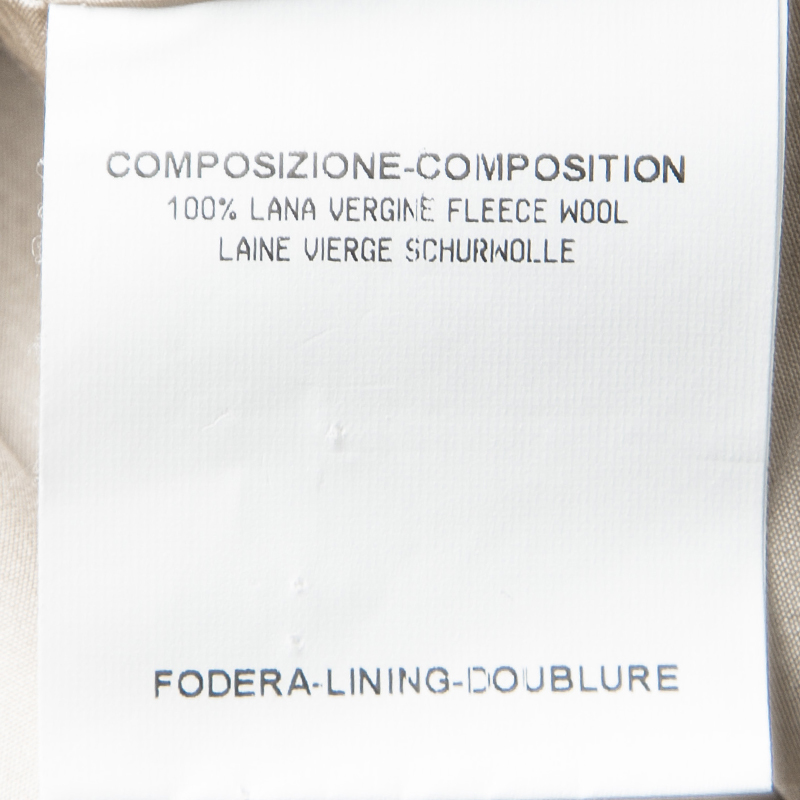 COMPOSIZIONE-COMPOSITION
100% LANA VERGINE FLEECE WOOL
LAINE VIERGE SCHURWOLLE
FODERA-LINING-DOUBLURE